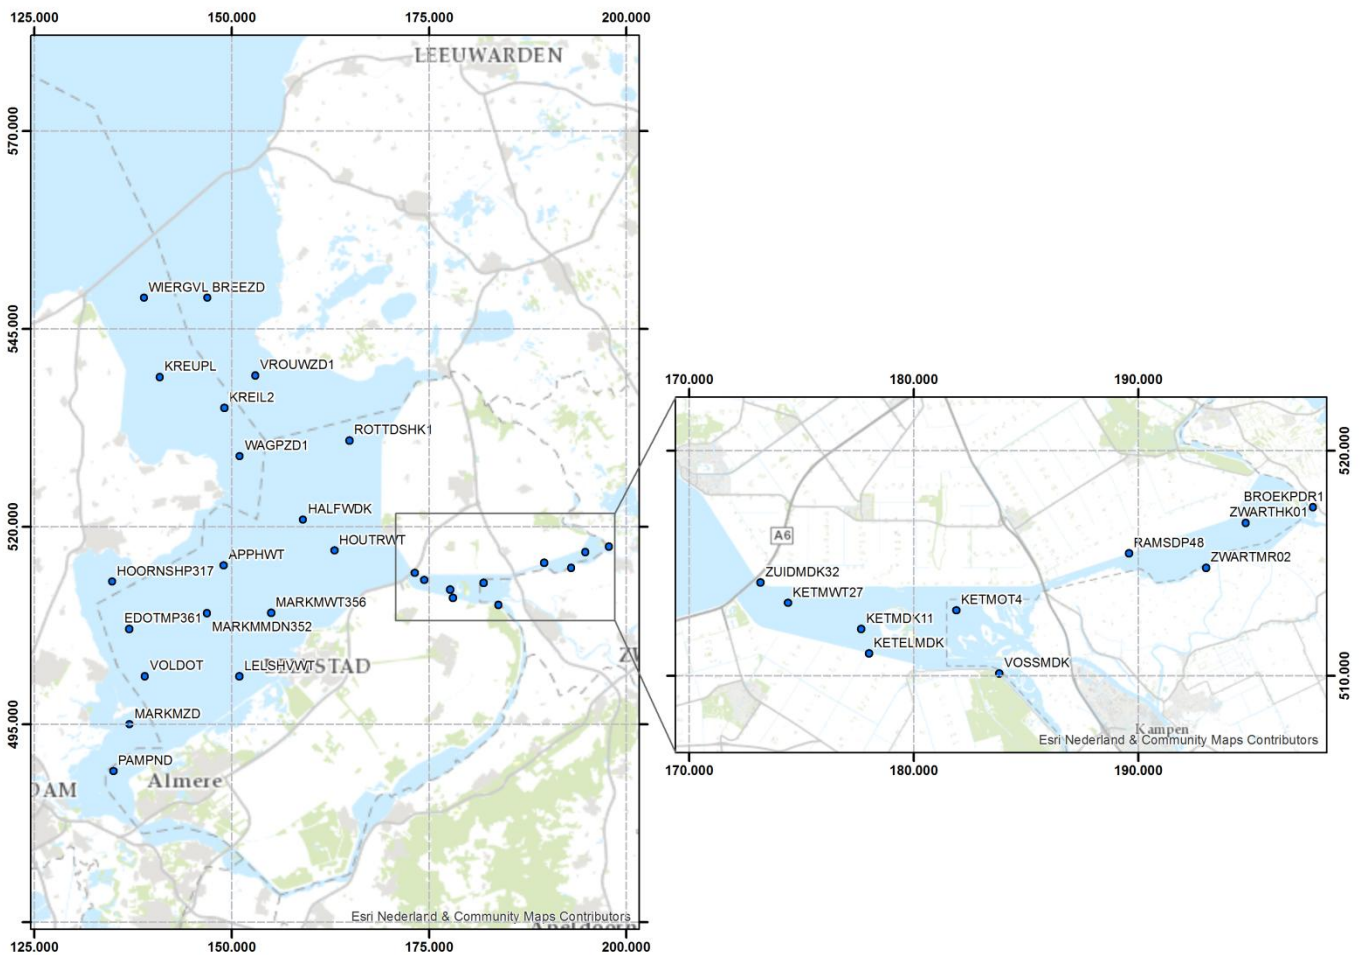 125.000 150.000 175.000 200.000
LEEUWARDEN
570.000
WIERGVL BREEZD
545.000
KREUPL
VROUWZD1
KREIL2
ROTTDSHK1
WAGPZD1
HALFWDK
520.000
HOUTRWT
APPHWT
HOORNSHP317
MARKMWT356
EDOTMP361
MARKMMDN352
VOLDOT
LELSHVWT
STAD
MARKMZD
495.000
PAMPND
DAM
Almere
ZW
Esri Nederland & Community Maps Contributors
Apeldoorn
125.000 150.000 175.000 200.000
170.000 180.000 190.000
520.000
BROEKPDR1
ZWARTHK01
A6
RAMSDP48
ZWARTMR02
ZUIDMDK32
KETMWT27
KETMOT4
KETMDK11
KETELMDK
VOSSMDK
510.000
Kampen
Esri Nederland & Community Maps Contributors
170.000 180.000 190.000